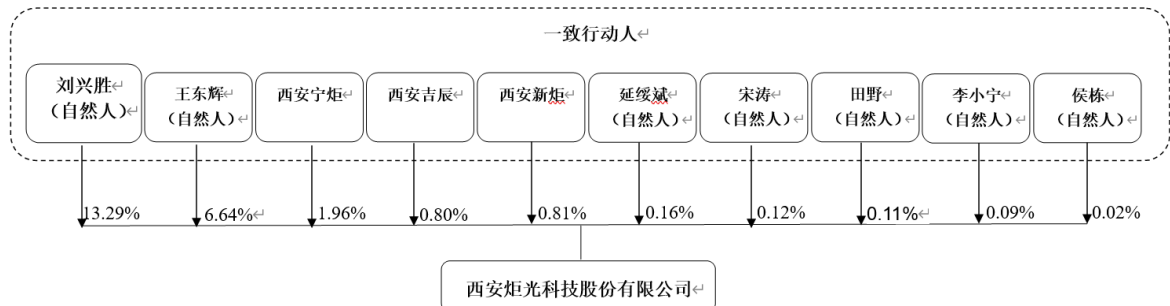 一致行动人
刘兴胜
（自然人）
王东辉
（自然人）
西安宁炬
西安吉辰
西安新炬
延绥斌
（自然人）
宋涛
（自然人）
田野
（自然人）
李小宁
（自然人）
侯栋
（自然人）
13.29%
6.64%
1.96%
0.80%
0.81%
0.16%
0.12%
0.11%
0.09%
0.02%
西安炬光科技股份有限公司